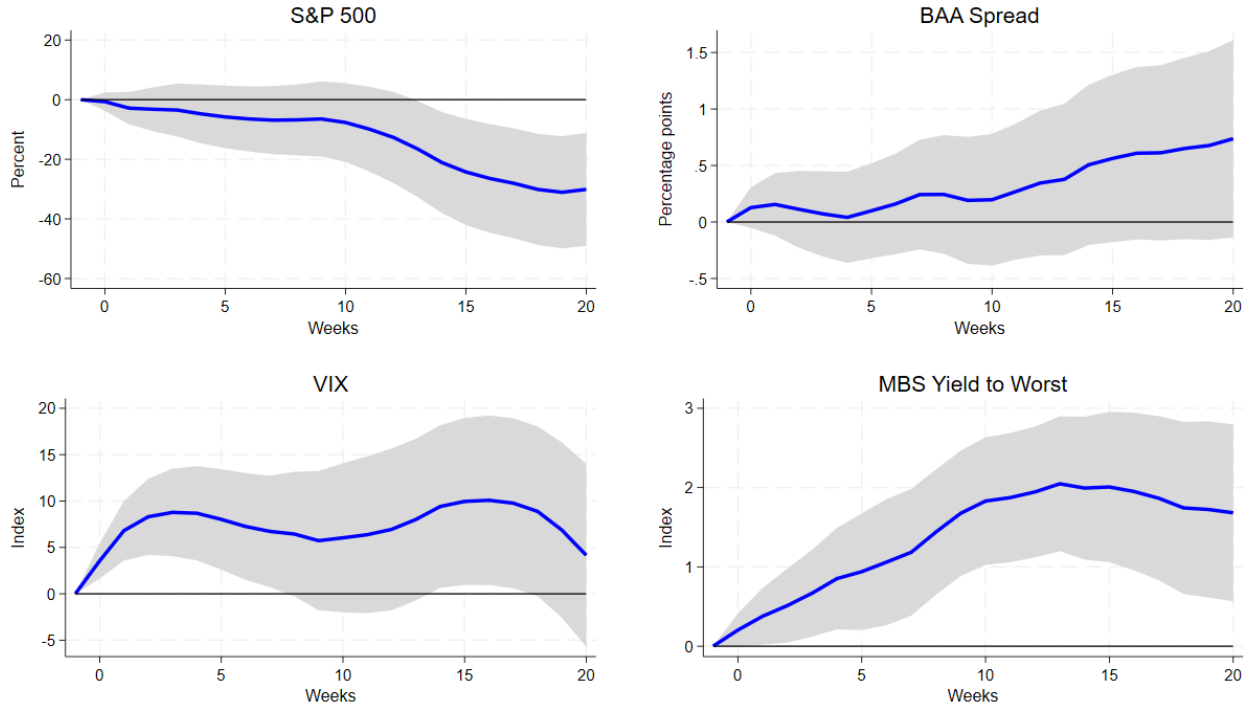 S&P 500
Percent
20
0
-20
-40
-60
0 5 10 15 20
Weeks
BAA Spread
Percentage points
1.5
1
.5
0
-.5
0 5 10 15 20
Weeks
VIX
Index
20
15
10
5
0
-5
0 5 10 15 20
Weeks
MBS Yield to Worst
Index
3
2
1
0
0 5 10 15 20
Weeks